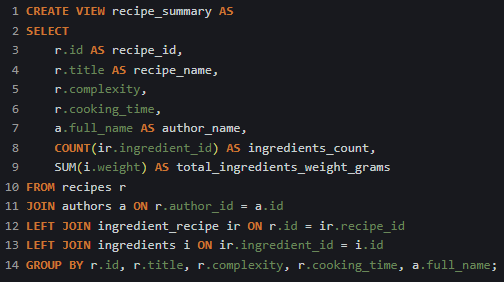 1 CREATE VIEW recipe_summary AS
2 SELECT
3     r.id AS recipe_id,
4     r.title AS recipe_name,
5     r.complexity,
6     r.cooking_time,
7     a.full_name AS author_name,
8     COUNT(ir.ingredient_id) AS ingredients_count,
9     SUM(i.weight) AS total_ingredients_weight_grams
10 FROM recipes r
11 JOIN authors a ON r.author_id = a.id
12 LEFT JOIN ingredient_recipe ir ON r.id = ir.recipe_id
13 LEFT JOIN ingredients i ON ir.ingredient_id = i.id
14 GROUP BY r.id, r.title, r.complexity, r.cooking_time, a.full_name;